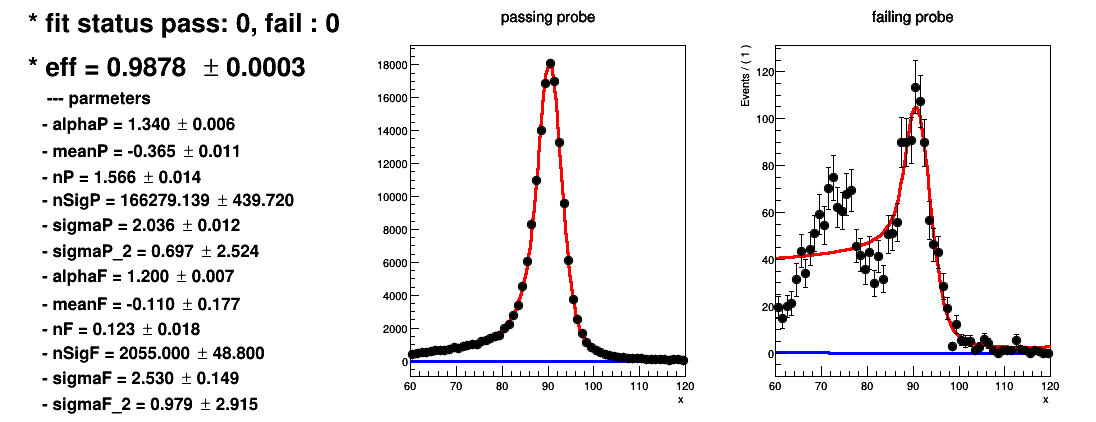 * fit status pass: 0, fail : 0
* eff = 0.9878 ± 0.0003
--- parmeters
- alphaP = 1.340 ± 0.006
- meanP = -0.365 ± 0.011
- nP = 1.566 ± 0.014
- nSigP = 166279.139 ± 439.720
- sigmaP = 2.036 ± 0.012
- sigmaP_2 = 0.697 ± 2.524
- alphaF = 1.200 ± 0.007
- meanF = -0.110 ± 0.177
- nF = 0.123 ± 0.018
- nSigF = 2055.000 ± 48.800
- sigmaF = 2.530 ± 0.149
- sigmaF_2 = 0.979 ± 2.915
passing probe
18000
16000
14000
12000
10000
8000
6000
4000
2000
0
60 70 80 90 100 110 120
x
failing probe
Events / ( 1 )
120
100
80
60
40
20
0
60 70 80 90 100 110 120
x